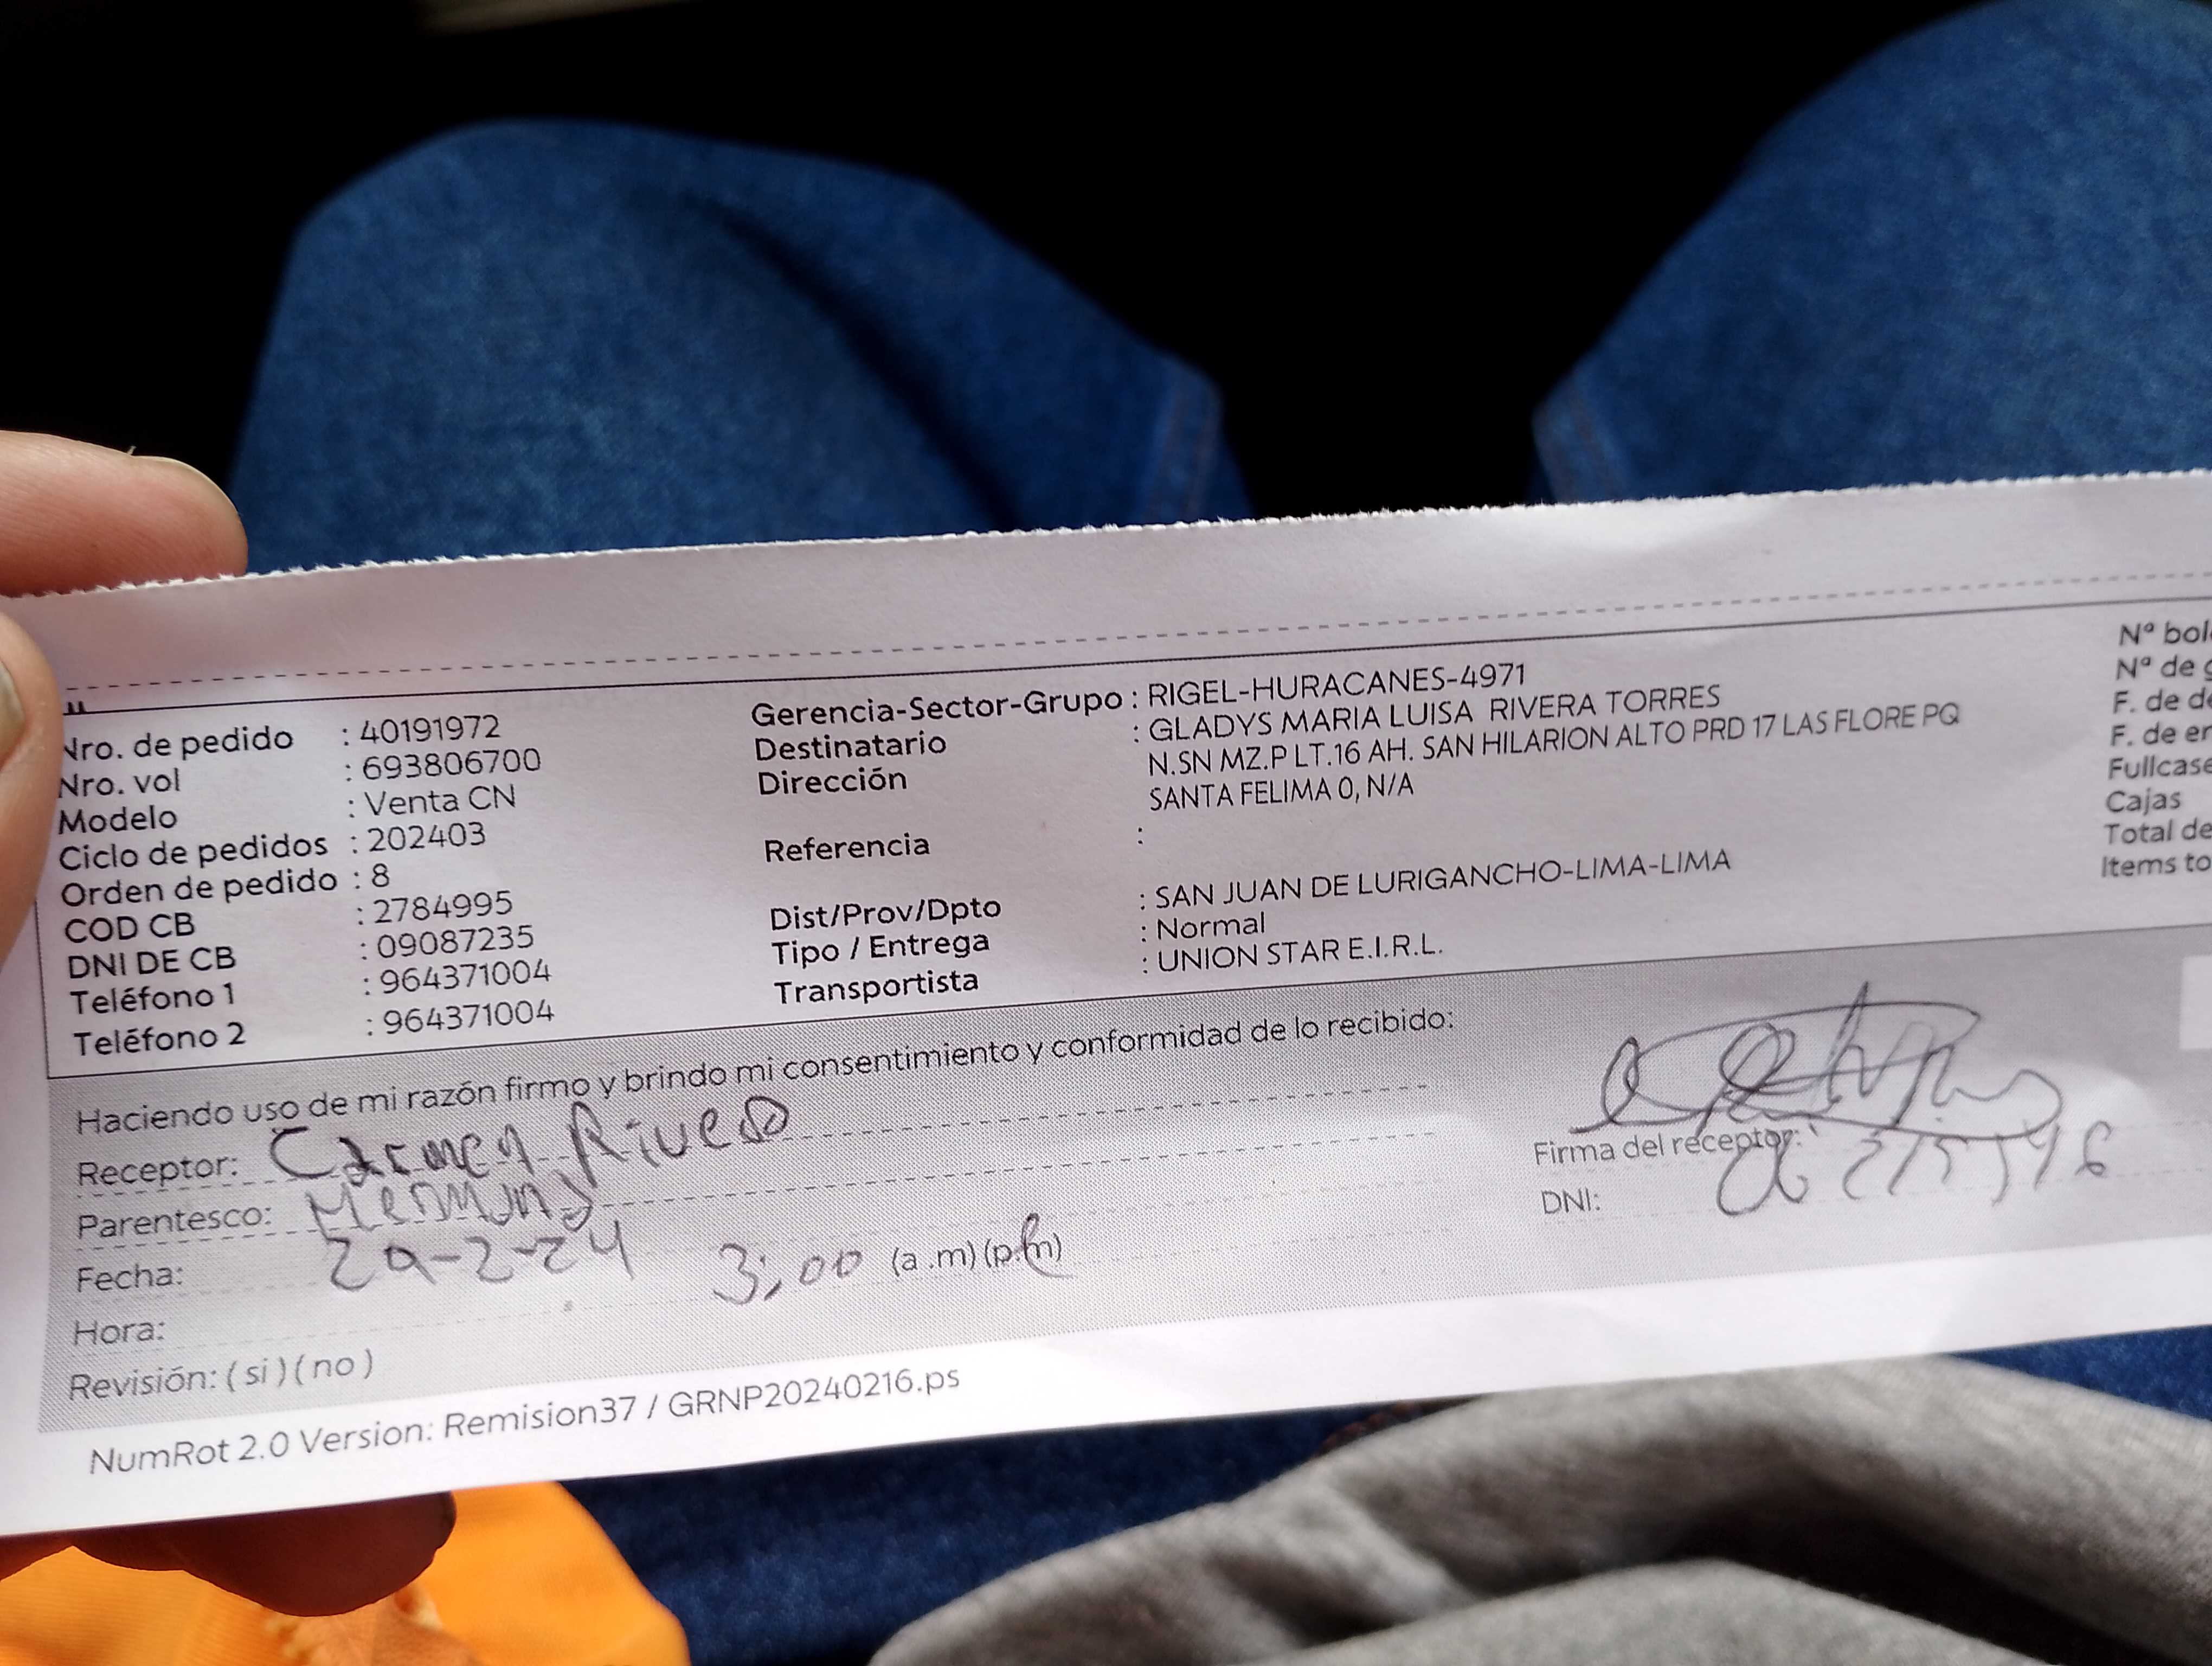 Nro. de pedido : 40191972
Nro. vol : 693806700
Modelo : Venta CN
Ciclo de pedidos : 202403
Orden de pedido : 8
COD CB : 2784995
DNI DE CB : 09087235
Teléfono 1 : 964371004
Teléfono 2 : 964371004
Gerencia-Sector-Grupo : RIGEL-HURACANES-4971
Destinatario : GLADYS MARIA LUISA RIVERA TORRES
Dirección N.SN MZ.P LT.16 AH. SAN HILARION ALTO PRD 17 LAS FLORE PQ
SANTA FELIMA 0, N/A
Referencia :
Dist/Prov/Dpto : SAN JUAN DE LURIGANCHO-LIMA-LIMA
Tipo / Entrega : Normal
Transportista : UNION STAR E.I.R.L.
Nª bol
Nª de g
F. de de
F. de er
Fullcase
Cajas
Total de
Items to
Haciendo uso de mi razón firmo y brindo mi consentimiento y conformidad de lo recibido:
Receptor: Carmen
Parentesco: Hermana
Fecha: 29-2-24
Hora: 3:00 (a.m) (p.m)
Revisión: ( si ) ( no )
Firma del receptor:
DNI:
NumRot 2.0 Version: Remision37 / GRNP20240216.ps